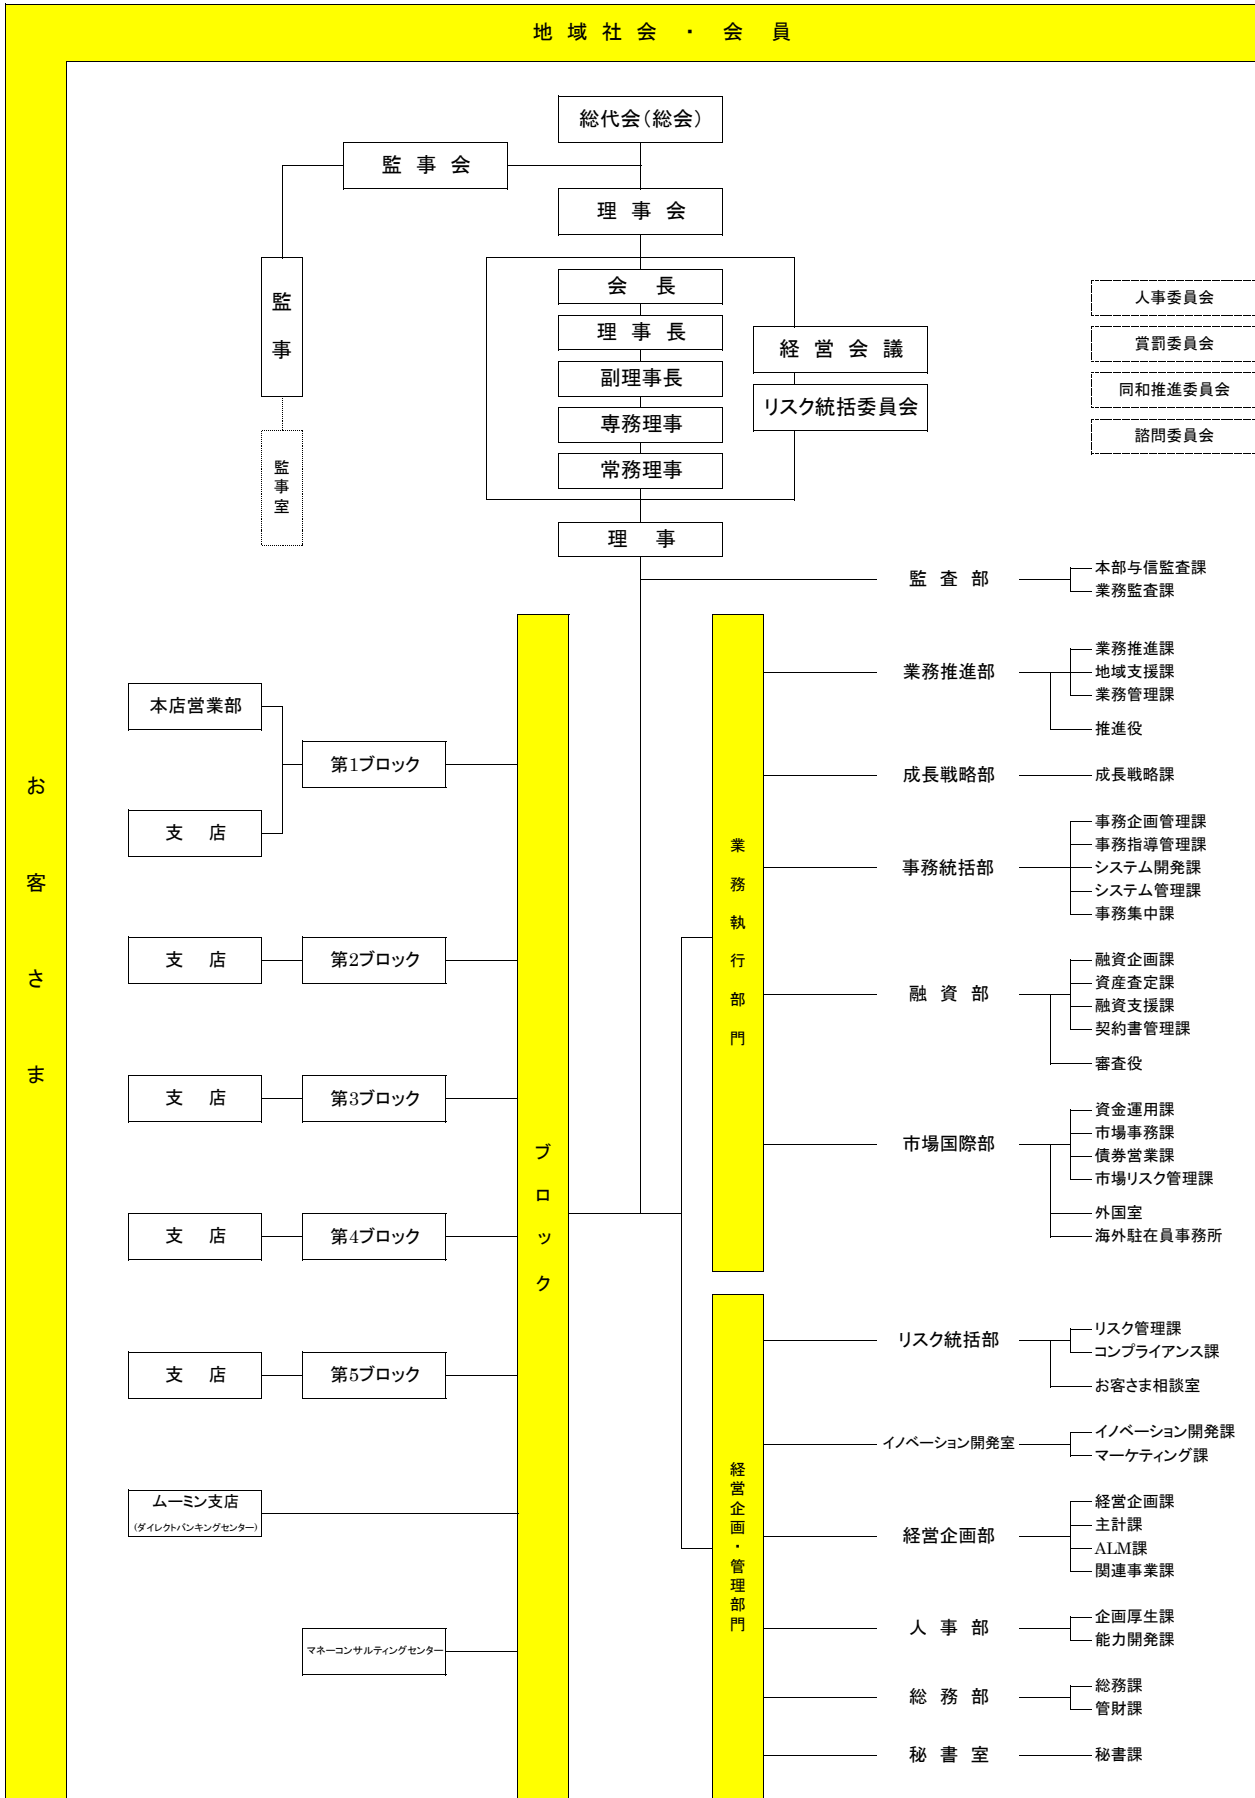 地域社会・会員
総代会(総会)
監事会
理事会
監事
会長
理事長
副理事長
専務理事
常務理事
経営会議
リスク統括委員会
人事委員会
賞罰委員会
同和推進委員会
諮問委員会
監事室
理事
監査部
本部与信監査課
業務監査課
お客さま
本店営業部
支店
第1ブロック
支店
第2ブロック
支店
第3ブロック
支店
第4ブロック
支店
第5ブロック
ムーミン支店
(ダイレクトバンキングセンター)
マネーコンサルティングセンター
ブロック
業務執行部門
業務推進部
業務推進課
地域支援課
業務管理課
推進役
成長戦略部
成長戦略課
事務統括部
事務企画管理課
事務指導管理課
システム開発課
システム管理課
事務集中課
融資部
融資企画課
資産査定課
融資支援課
契約書管理課
審査役
市場国際部
資金運用課
市場事務課
債券営業課
市場リスク管理課
外国室
海外駐在員事務所
経営企画・管理部門
リスク統括部
リスク管理課
コンプライアンス課
お客さま相談室
イノベーション開発室
イノベーション開発課
マーケティング課
経営企画部
経営企画課
主計課
ALM課
関連事業課
人事部
企画厚生課
能力開発課
総務部
総務課
管財課
秘書室
秘書課